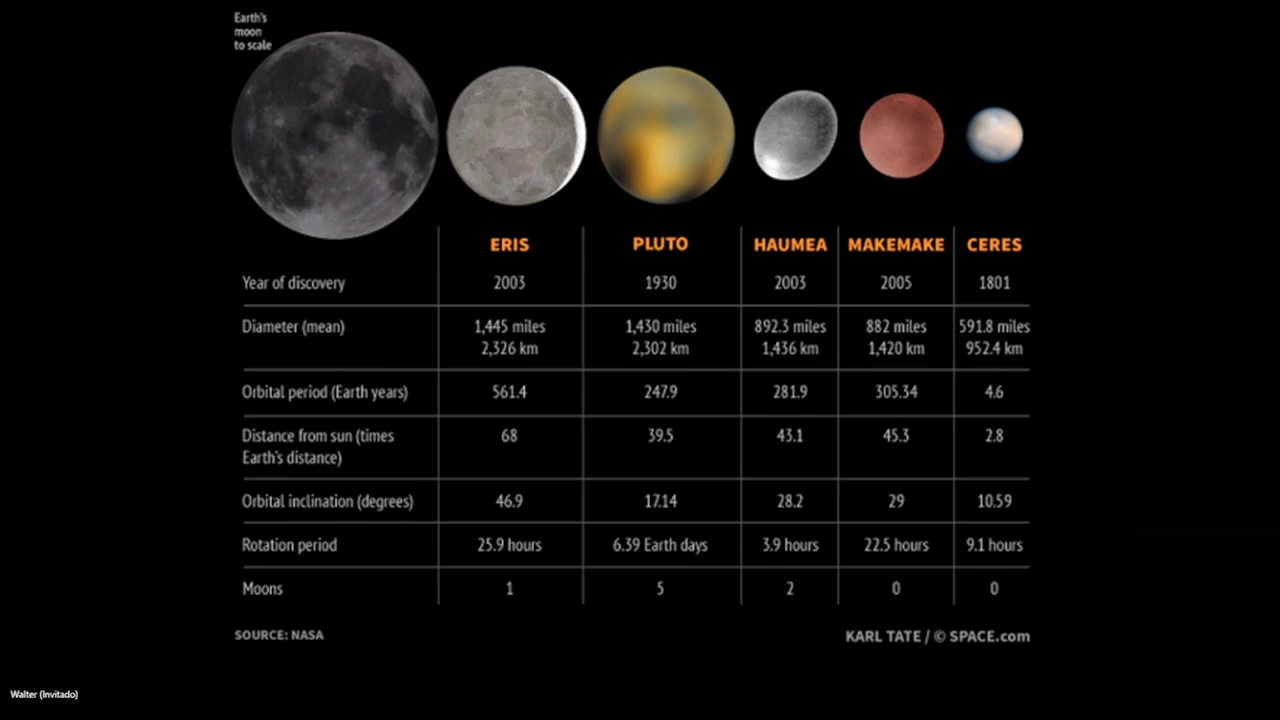 Earth's
moon
to scale
ERIS PLUTO HAUMEA MAKEMAKE CERES
Year of discovery 2003 1930 2003 2005 1801
Diameter (mean) 1,445 miles 1,430 miles 892.3 miles 882 miles 591.8 miles
2,326 km 2,302 km 1,436 km 1,420 km 952.4 km
Orbital period (Earth years) 561.4 247.9 281.9 305.34 4.6
Distance from sun (times 68 39.5 43.1 45.3 2.8
Earth's distance)
Orbital inclination (degrees) 46.9 17.14 28.2 29 10.59
Rotation period 25.9 hours 6.39 Earth days 3.9 hours 22.5 hours 9.1 hours
Moons 1 5 2 0 0
SOURCE: NASA KARL TATE / © SPACE.com
Walter (Invitado)